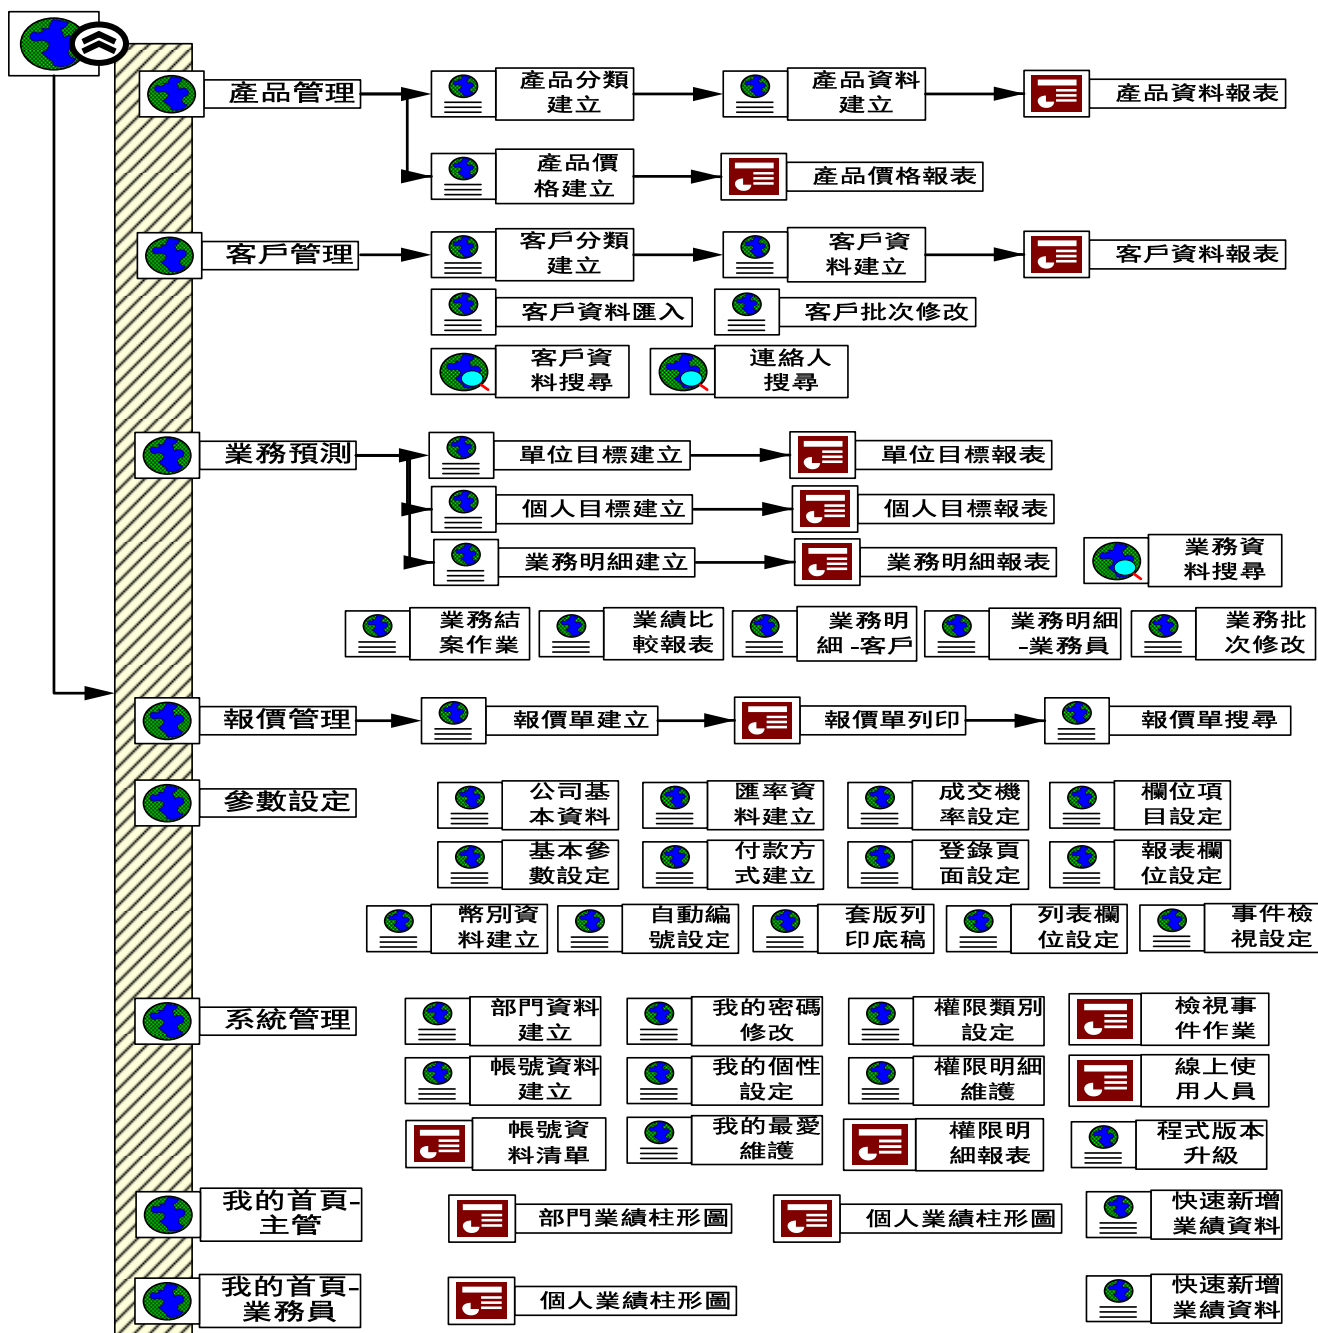 產品管理
產品分類
建立
產品資料
建立
產品資料報表
產品價
格建立
產品價格報表
客戶管理
客戶分類
建立
客戶資
料建立
客戶資料報表
客戶資料匯入
客戶批次修改
客戶資
料搜尋
連絡人
搜尋
業務預測
單位目標建立
單位目標報表
個人目標建立
個人目標報表
業務明細建立
業務明細報表
業務資
料搜尋
業務結
案作業
業績比
較報表
業務明
細-客戶
業務明細
-業務員
業務批
次修改
報價管理
報價單建立
報價單列印
報價單搜尋
參數設定
公司基
本資料
匯率資
料建立
成交機
率設定
欄位項
目設定
基本參
數設定
付款方
式建立
登錄頁
面設定
報表欄
位設定
幣別資
料建立
自動編
號設定
套版列
印底稿
列表欄
位設定
事件檢
視設定
系統管理
部門資料
建立
我的密碼
修改
權限類別
設定
檢視事
件作業
帳號資料
建立
我的個性
設定
權限明細
維護
線上使
用人員
帳號資
料清單
我的最愛
維護
權限明
細報表
程式版本
升級
我的首頁-
主管
部門業績柱形圖
個人業績柱形圖
快速新增
業績資料
我的首頁-
業務員
個人業績柱形圖
快速新增
業績資料